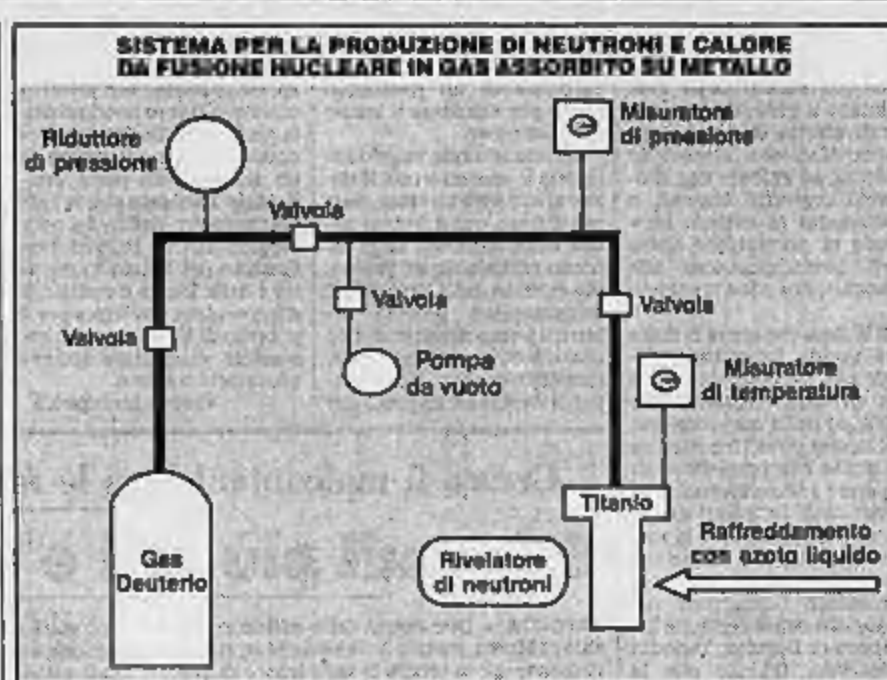 SISTEMA PER LA PRODUZIONE DI NEUTRONI E CALORE
DA FUSIONE NUCLEARE IN GAS ASSORBITO SU METALLO
Riduttore
di pressione
Misuratore
di pressione
Valvola
Valvola
Valvola
Valvola
Pompa
da vuoto
Misuratore
di temperatura
Titanio
Gas
Deuterio
Rivelatore
di neutroni
Raffreddamento
con azoto liquido